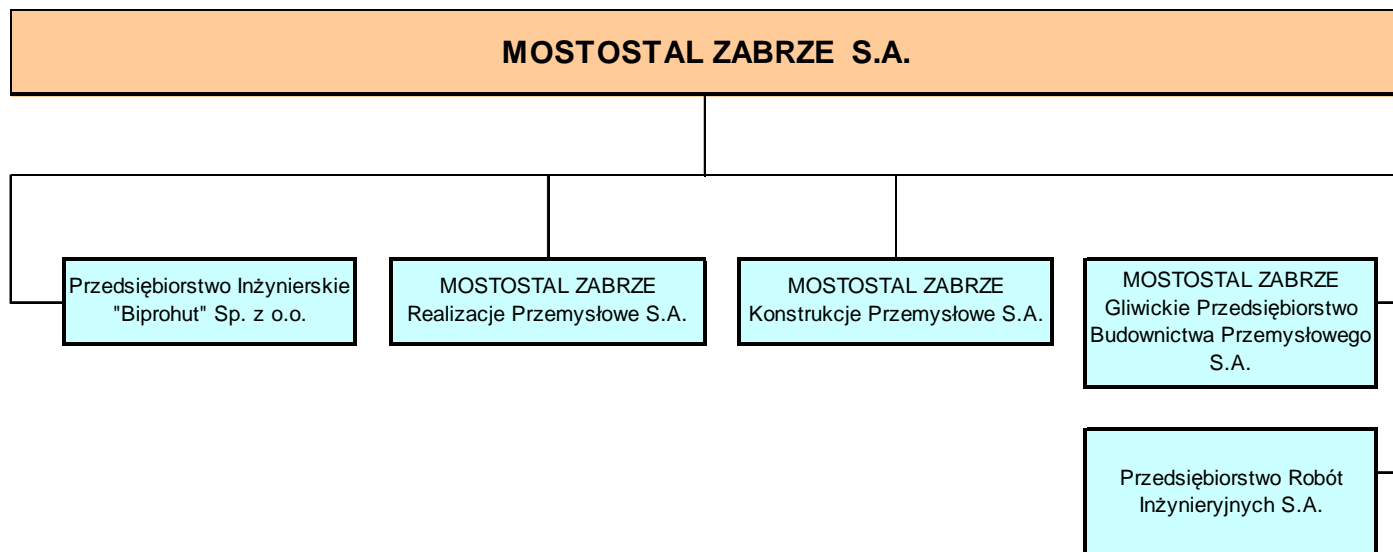 MOSTOSTAL ZABRZE S.A.
Przedsiębiorstwo Inżynierskie
"Biprohut" Sp. z o.o.
MOSTOSTAL ZABRZE
Realizacje Przemysłowe S.A.
MOSTOSTAL ZABRZE
Konstrukcje Przemysłowe S.A.
MOSTOSTAL ZABRZE
Gliwickie Przedsiębiorstwo
Budownictwa Przemysłowego
S.A.
Przedsiębiorstwo Robót
Inżynieryjnych S.A.